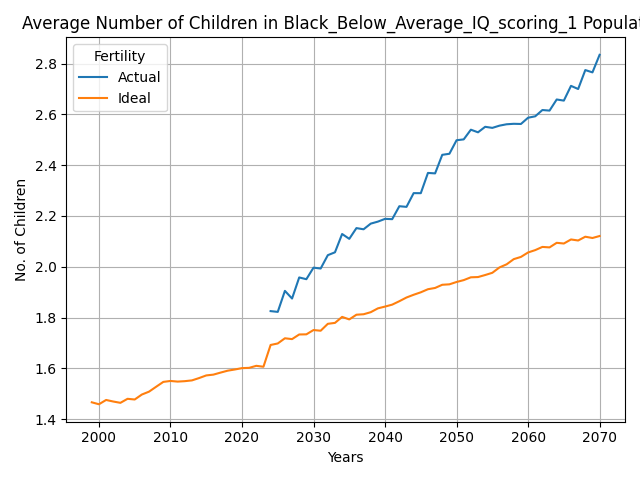 Average Number of Children in Black_Below_Average_IQ_scoring_1 Populat
Fertility
Actual
Ideal
No. of Children
2.8
2.6
2.4
2.2
2.0
1.8
1.6
1.4
2000 2010 2020 2030 2040 2050 2060 2070
Years